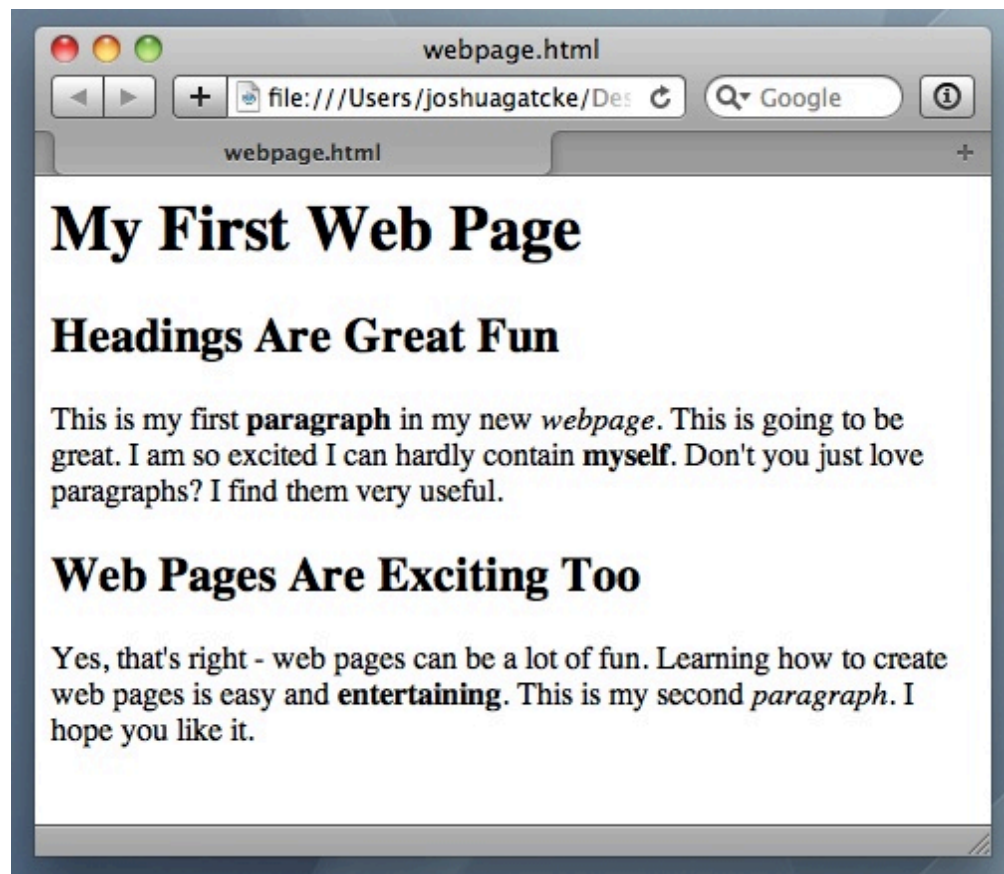 webpage.html
file:///Users/joshuagatcke/Des
Google
webpage.html
My First Web Page
Headings Are Great Fun
This is my first paragraph in my new webpage. This is going to be
great. I am so excited I can hardly contain myself. Don't you just love
paragraphs? I find them very useful.
Web Pages Are Exciting Too
Yes, that's right - web pages can be a lot of fun. Learning how to create
web pages is easy and entertaining. This is my second paragraph. I
hope you like it.